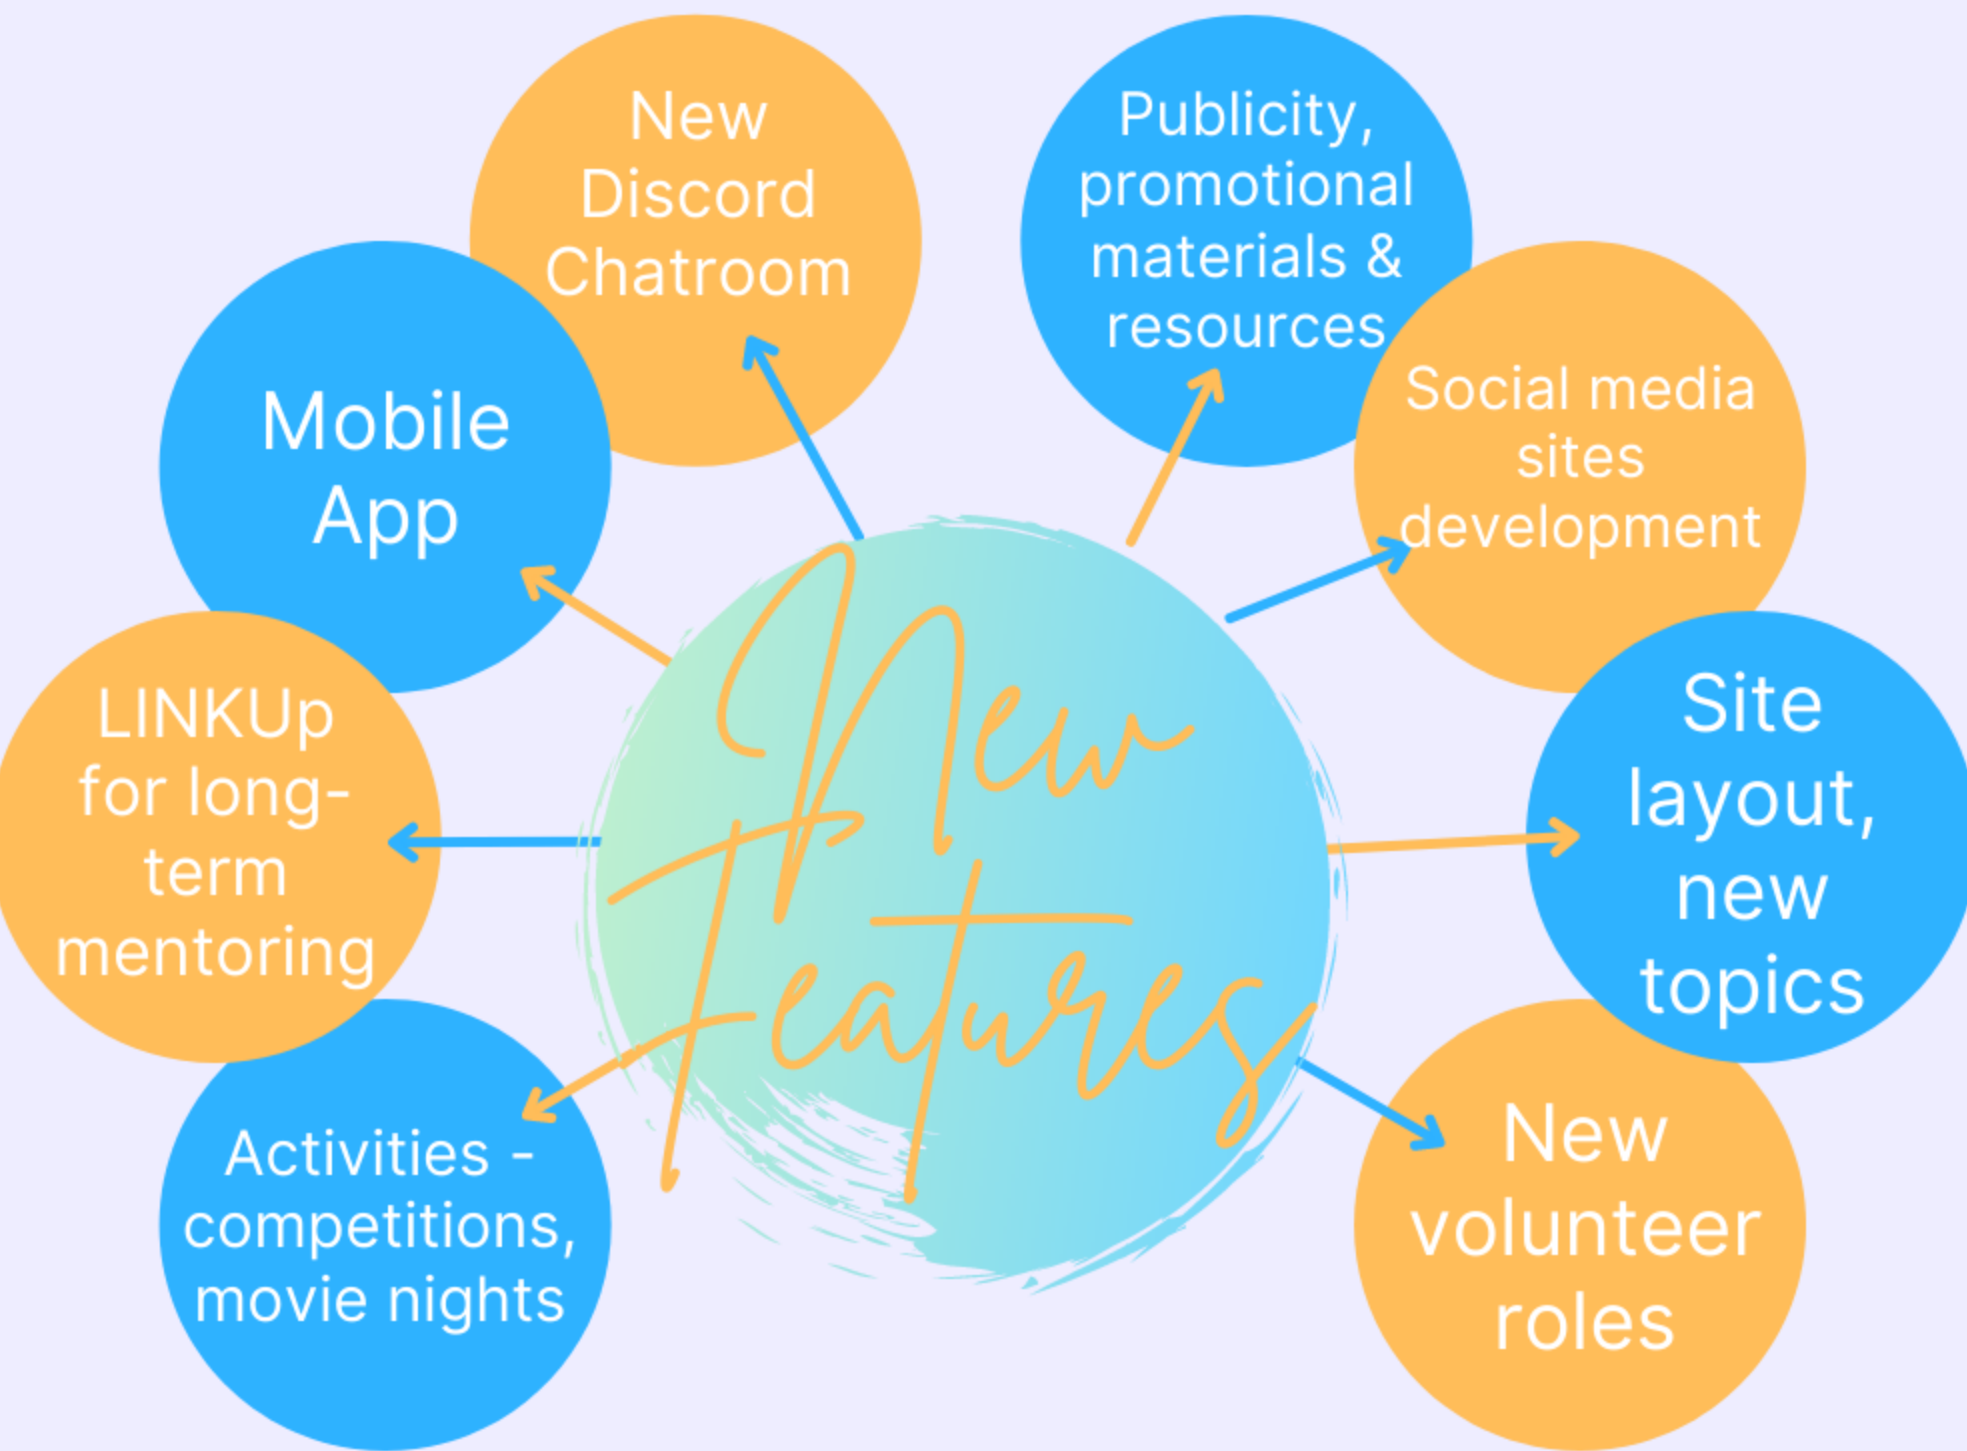 New
Discord
Chatroom
Publicity,
promotional
materials &
resources
Mobile
App
Social media
sites
development
LINKUp
for long-
term
mentoring
New
Features
Site
layout,
new
topics
Activities -
competitions,
movie nights
New
volunteer
roles